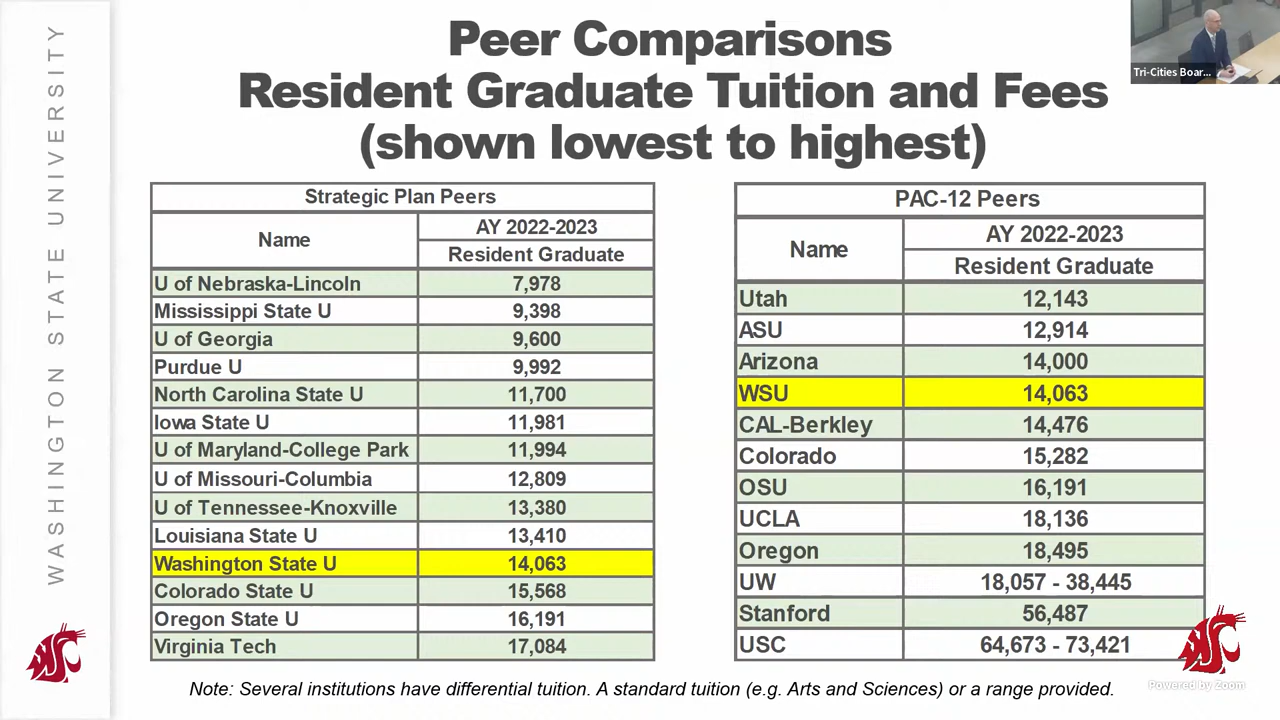 WASHINGTON STATE UNIVERSITY
Peer Comparisons
Resident Graduate Tuition and Fees
(shown lowest to highest)
Tri-Cities Boar...
Strategic Plan Peers
Name AY 2022-2023
Resident Graduate
U of Nebraska-Lincoln 7,978
Mississippi State U 9,398
U of Georgia 9,600
Purdue U 9,992
North Carolina State U 11,700
Iowa State U 11,981
U of Maryland-College Park 11,994
U of Missouri-Columbia 12,809
U of Tennessee-Knoxville 13,380
Louisiana State U 13,410
Washington State U 14,063
Colorado State U 15,568
Oregon State U 16,191
Virginia Tech 17,084
PAC-12 Peers
Name AY 2022-2023
Resident Graduate
Utah 12,143
ASU 12,914
Arizona 14,000
WSU 14,063
CAL-Berkley 14,476
Colorado 15,282
OSU 16,191
UCLA 18,136
Oregon 18,495
UW 18,057 - 38,445
Stanford 56,487
USC 64,673 - 73,421
Note: Several institutions have differential tuition. A standard tuition (e.g. Arts and Sciences) or a range provided.
Powered by Zoom